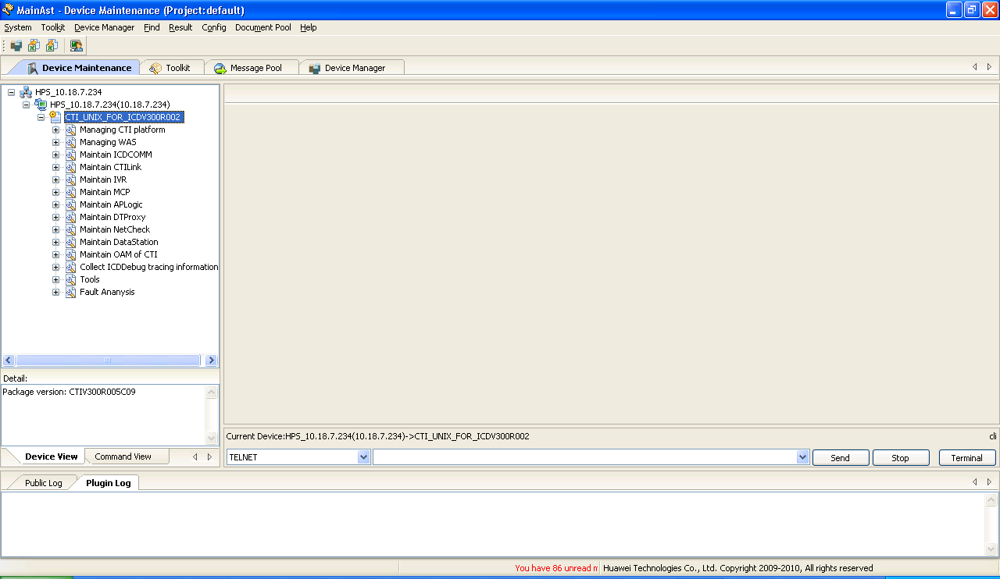 MainAst - Device Maintenance (Project:default)
System Toolkit Device Manager Find Result Config Document Pool Help
Device Maintenance Toolkit Message Pool Device Manager
HPS_10.18.7.234
HPS_10.18.7.234(10.18.7.234)
CTI_UNIX_FOR_ICDV300R002
Managing CTI platform
Managing WAS
Maintain ICDCOMM
Maintain CTILink
Maintain IVR
Maintain MCP
Maintain APLogic
Maintain DTProxy
Maintain NetCheck
Maintain DataStation
Maintain OAM of CTI
Collect ICDDebug tracing information
Tools
Fault Ananysis
Detail:
Package version: CTIV300R005C09
Device View Command View
Current Device:HPS_10.18.7.234(10.18.7.234)->CTI_UNIX_FOR_ICDV300R002 cli
TELNET Send Stop Terminal
Public Log Plugin Log
You have 86 unread m Huawei Technologies Co., Ltd. Copyright 2009-2010, All rights reserved